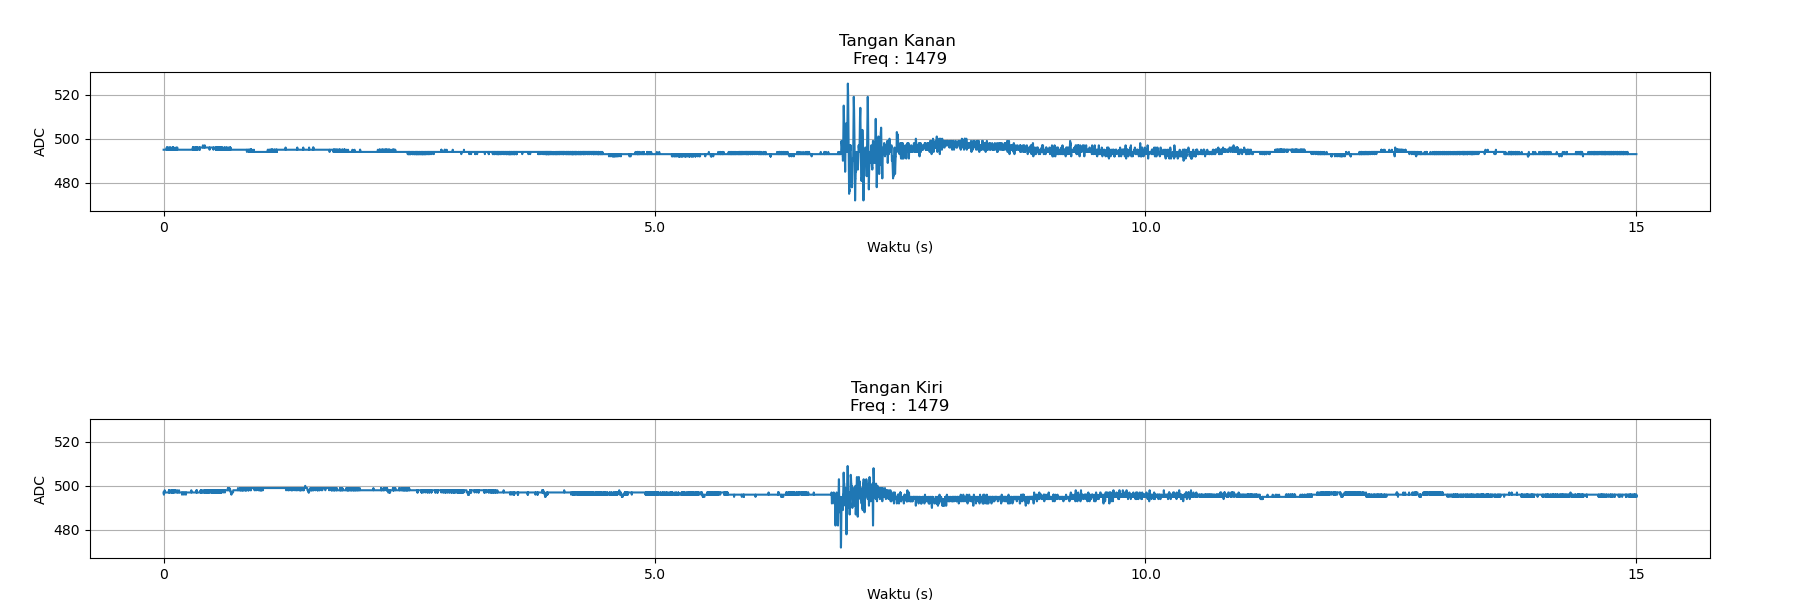 Tangan Kanan
Freq : 1479
520
500
480
ADC
0 5.0 10.0 15
Waktu (s)
Tangan Kiri
Freq :  1479
520
500
480
ADC
0 5.0 10.0 15
Waktu (s)